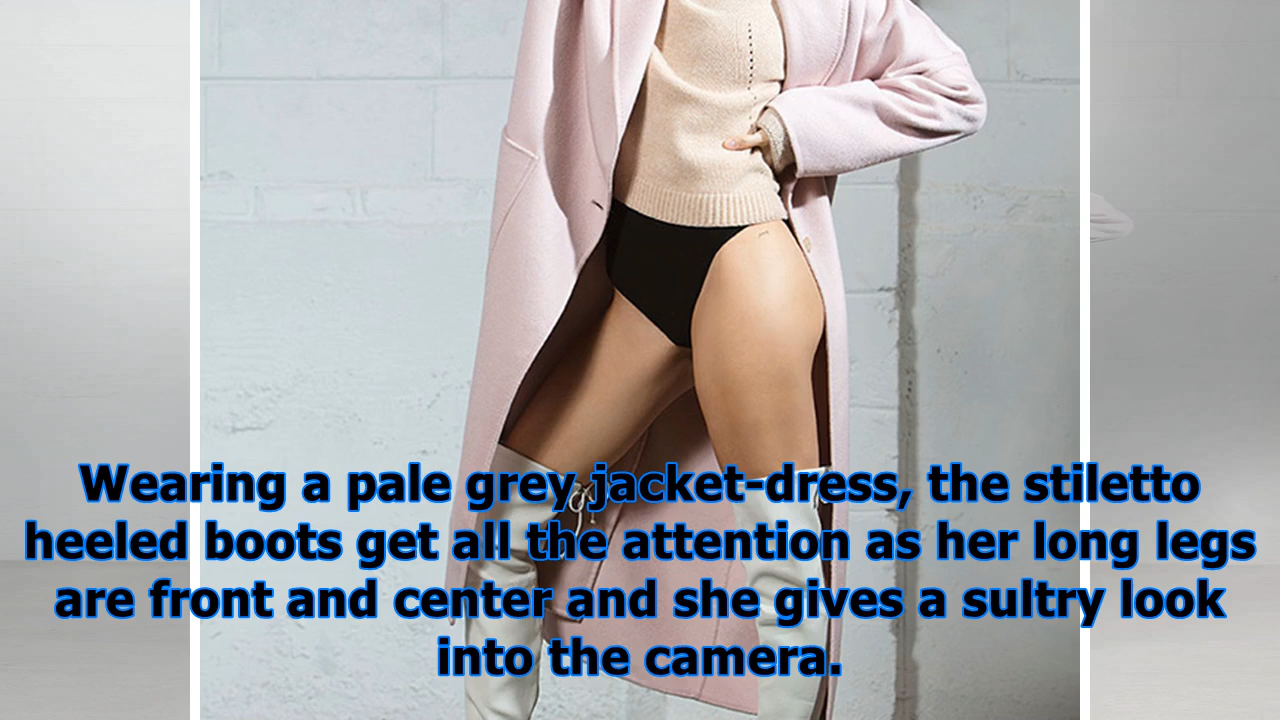 Wearing a pale grey jacket-dress, the stiletto
heeled boots get all the attention as her long legs
are front and center and she gives a sultry look
into the camera.